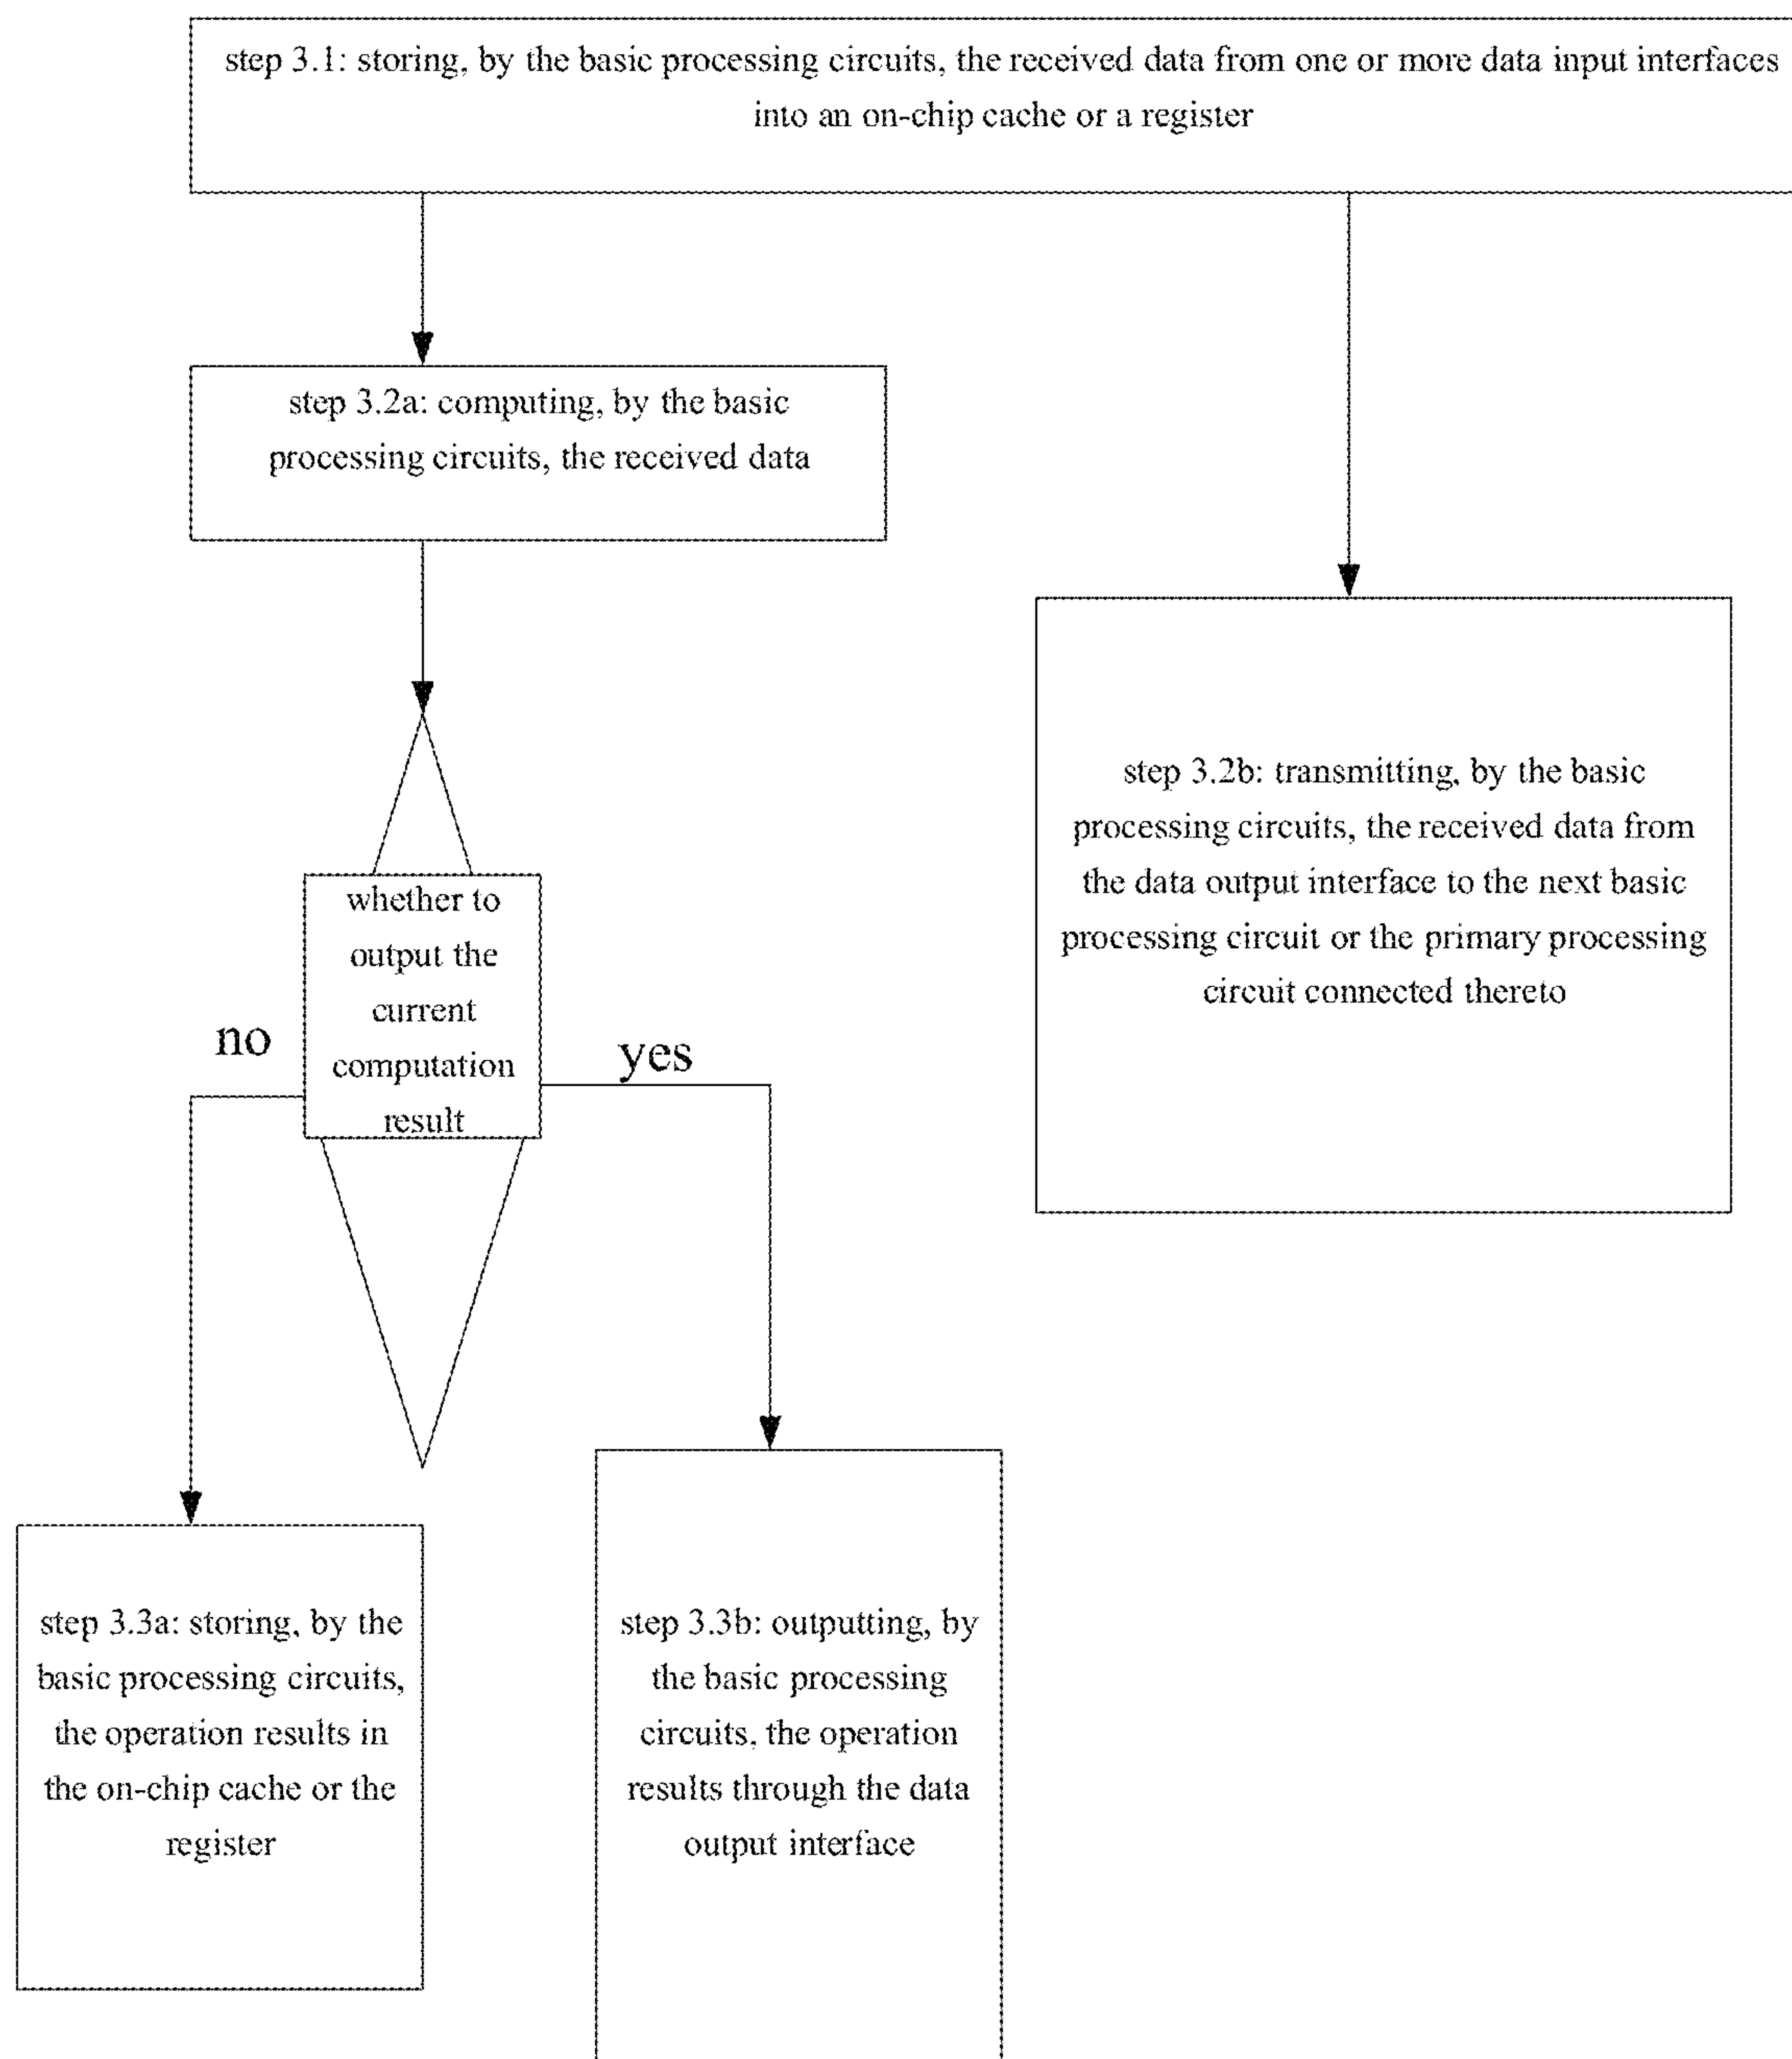 step 3.1: storing, by the basic processing circuits, the received data from one or more data input interfaces
into an on-chip cache or a register
step 3.2a: computing, by the basic
processing circuits, the received data
step 3.2b: transmitting, by the basic
processing circuits, the received data from
the data output interface to the next basic
processing circuit or the primary processing
circuit connected thereto
whether to
output the
current
computation
result
no
yes
step 3.3a: storing, by the
basic processing circuits,
the operation results in
the on-chip cache or the
register
step 3.3b: outputting, by
the basic processing
circuits, the operation
results through the data
output interface